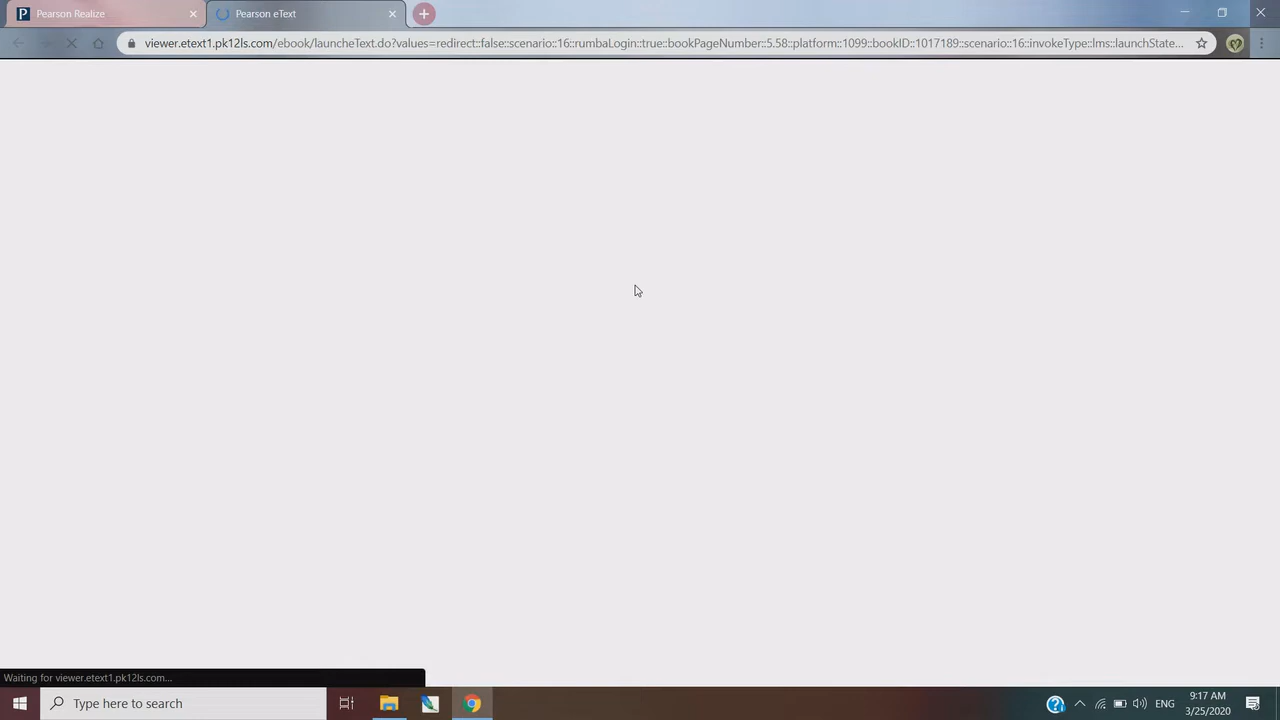 Pearson Realize
Pearson eText
viewer.etext1.pk12ls.com/ebook/launcheText.do?values=redirect::false::scenario::16::rumbaLogin::true::bookPageNumber::5.58::platform::1099::bookID::1017189::scenario::16::invokeType::lms::launchState...
Waiting for viewer.etext1.pk12ls.com...
Type here to search
ENG
9:17 AM
3/25/2020